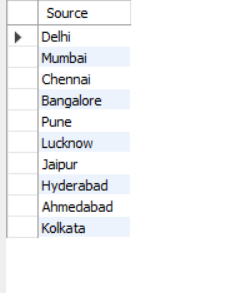 Source
Delhi
Mumbai
Chennai
Bangalore
Pune
Lucknow
Jaipur
Hyderabad
Ahmedabad
Kolkata